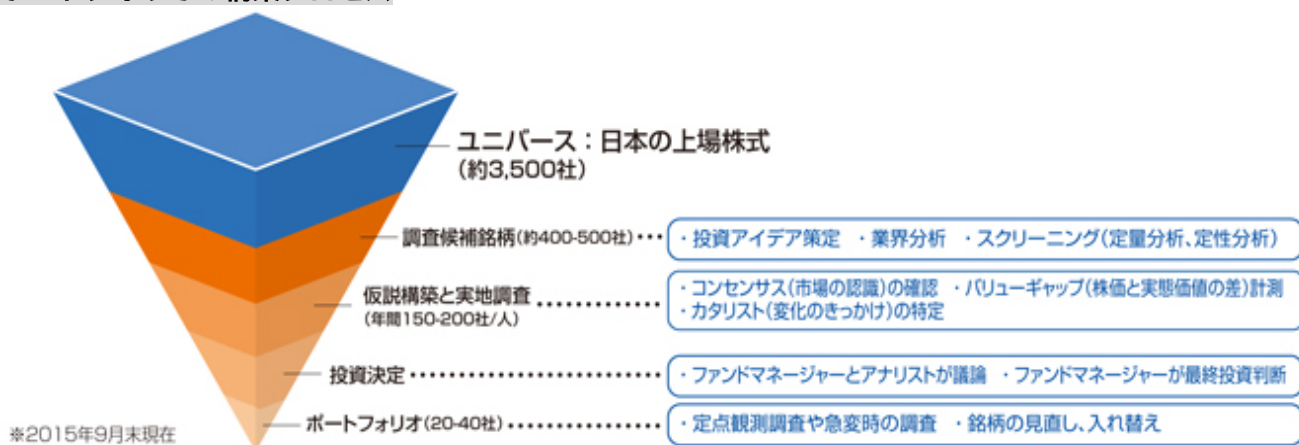 ユニバース：日本の上場株式
(約3,500社)
調査候補銘柄(約400-500社)
・投資アイデア策定 ・業界分析 ・スクリーニング(定量分析、定性分析)
仮説構築と実地調査
(年間150-200社/人)
・コンセンサス(市場の認識)の確認 ・バリューギャップ(株価と実態価値の差)計測
・カタリスト(変化のきっかけ)の特定
投資決定
・ファンドマネージャーとアナリストが議論 ・ファンドマネージャーが最終投資判断
ポートフォリオ(20-40社)
・定点観測調査や急変時の調査 ・銘柄の見直し、入れ替え
※2015年9月末現在